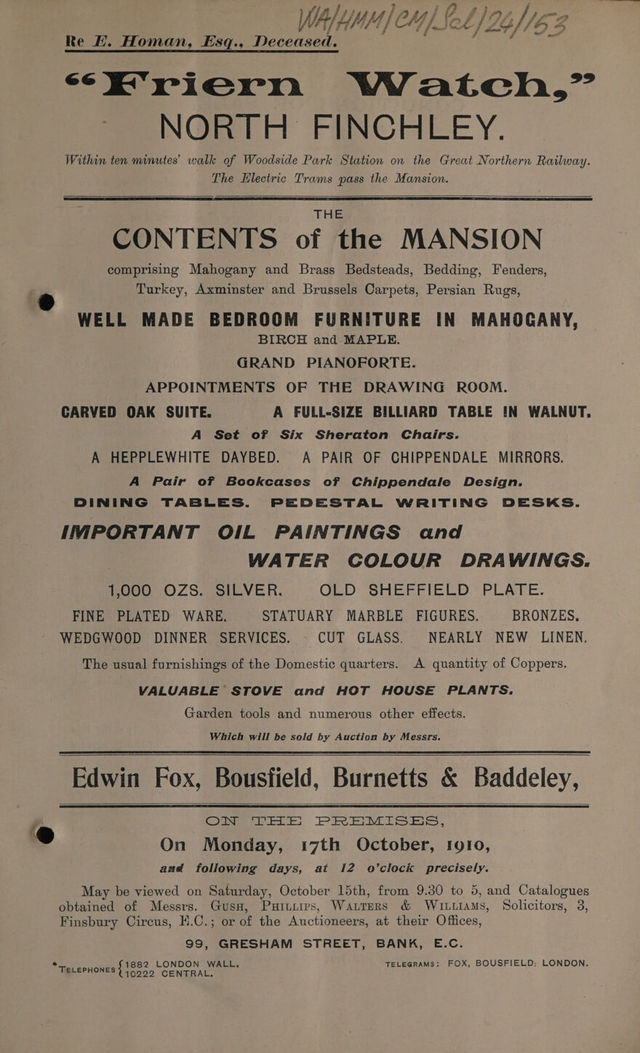 WA/HMM/CM/Sal/24/153
Re E. Homan, Esq., Deceased.
“Friern Watch,”
NORTH FINCHLEY.
Within ten minutes' walk of Woodside Park Station on the Great Northern Railway.
The Electric Trams pass the Mansion.
THE
CONTENTS of the MANSION
comprising Mahogany and Brass Bedsteads, Bedding, Fenders,
Turkey, Axminster and Brussels Carpets, Persian Rugs,
WELL MADE BEDROOM FURNITURE IN MAHOGANY,
BIRCH and MAPLE.
GRAND PIANOFORTE.
APPOINTMENTS OF THE DRAWING ROOM.
CARVED OAK SUITE. A FULL-SIZE BILLIARD TABLE IN WALNUT.
A Set of Six Sheraton Chairs.
A HEPPLEWHITE DAYBED. A PAIR OF CHIPPENDALE MIRRORS.
A Pair of Bookcases of Chippendale Design.
DINING TABLES. PEDESTAL WRITING DESKS.
IMPORTANT OIL PAINTINGS and
WATER COLOUR DRAWINGS.
1,000 OZS. SILVER. OLD SHEFFIELD PLATE.
FINE PLATED WARE. STATUARY MARBLE FIGURES. BRONZES.
WEDGWOOD DINNER SERVICES. CUT GLASS. NEARLY NEW LINEN.
The usual furnishings of the Domestic quarters. A quantity of Coppers.
VALUABLE STOVE and HOT HOUSE PLANTS.
Garden tools and numerous other effects.
Which will be sold by Auction by Messrs.
Edwin Fox, Bousfield, Burnetts & Baddeley,
ON THE PREMISES,
On Monday, 17th October, 1910,
and following days, at 12 o'clock precisely.
May be viewed on Saturday, October 15th, from 9.30 to 5, and Catalogues
obtained of Messrs. Gush, Phillips, Walters & Williams, Solicitors, 3,
Finsbury Circus, E.C.; or of the Auctioneers, at their Offices,
99, GRESHAM STREET, BANK, E.C.
TELEPHONES { 1882 LONDON WALL. TELEGRAMS: FOX, BOUSFIELD; LONDON.
10222 CENTRAL.